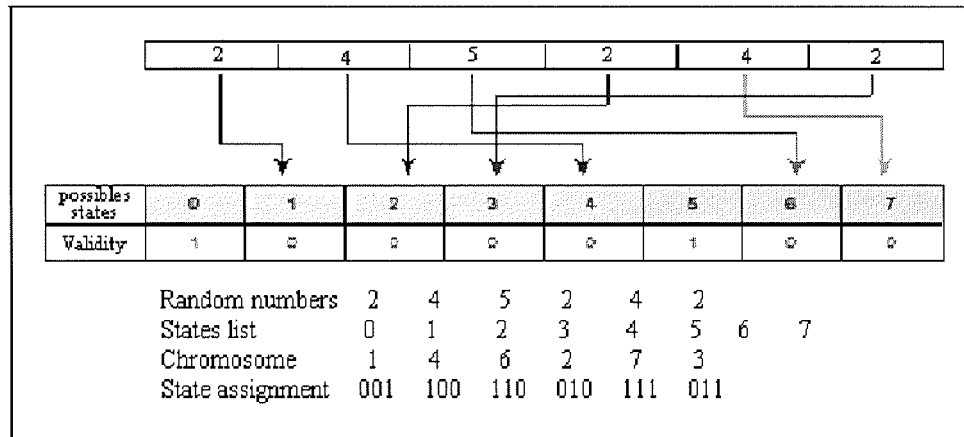 2 4 5 2 4 2
possibles states 0 1 2 3 4 5 6 7
Validity 1 0 0 0 0 1 0 0
Random numbers 2 4 5 2 4 2
States list 0 1 2 3 4 5 6 7
Chromosome 1 4 6 2 7 3
State assignment 001 100 110 010 111 011